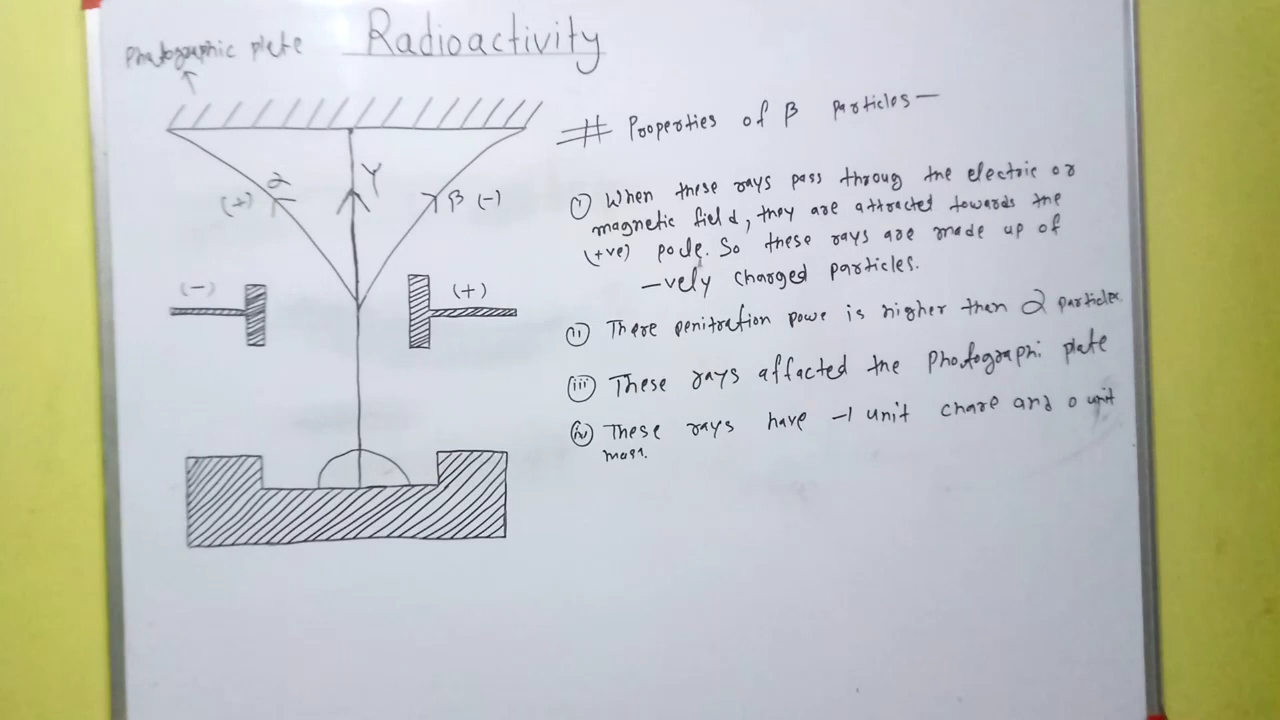 Radioactivity
Photographic plate
α
(+)
γ
β (-)
(-)
(+)
# Properties of β particles—
(i) When these rays pass throug the electric or
magnetic field, they are attracted towards the
(+ve) pole. So these rays are made up of
-vely charged particles.
(ii) There penitration powe is higher than α particles
(iii) These rays affacted the Photographi plate
(iv) These rays have -1 unit chare and 0 unit
mass.